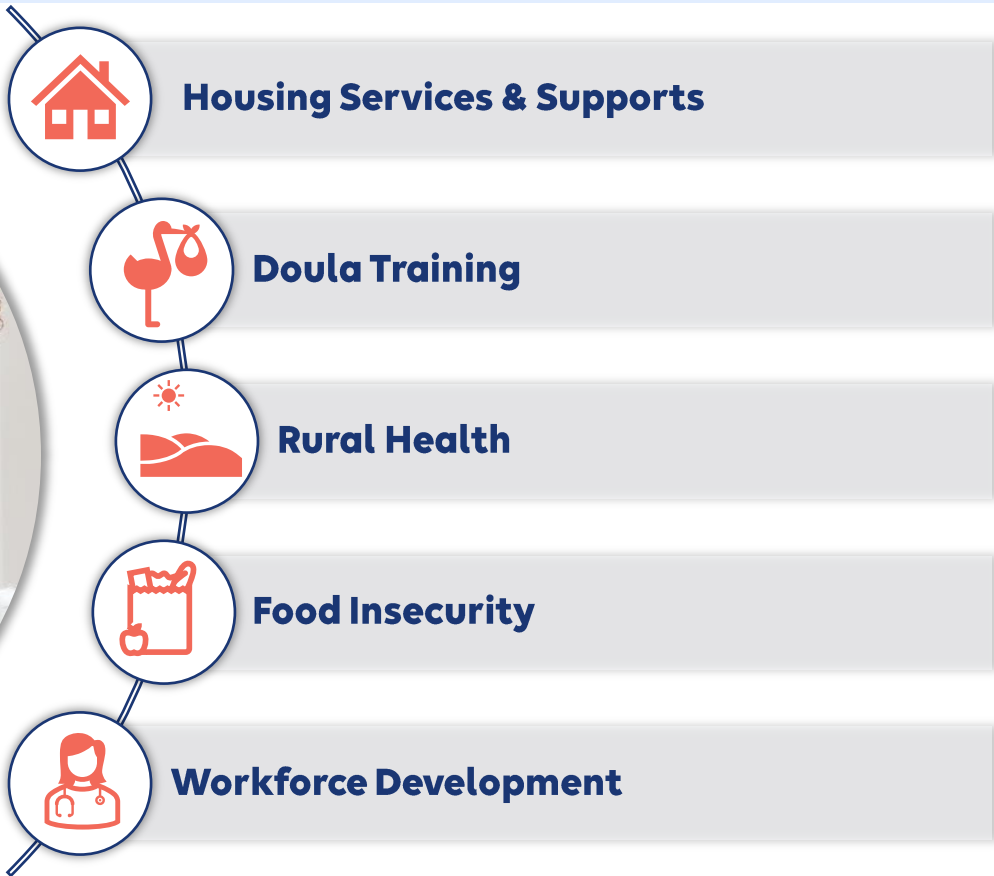 Housing Services & Supports
Doula Training
Rural Health
Food Insecurity
Workforce Development